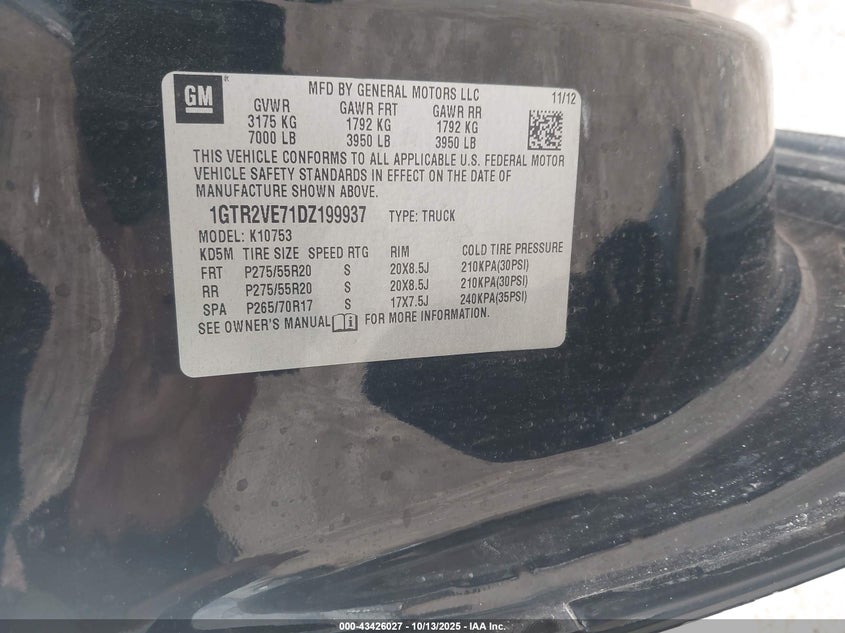 GM
®
MFD BY GENERAL MOTORS LLC
11/12
GVWR GAWR FRT GAWR RR
3175 KG 1792 KG 1792 KG
7000 LB 3950 LB 3950 LB
THIS VEHICLE CONFORMS TO ALL APPLICABLE U.S. FEDERAL MOTOR
VEHICLE SAFETY STANDARDS IN EFFECT ON THE DATE OF
MANUFACTURE SHOWN ABOVE.
1GTR2VE71DZ199937 TYPE: TRUCK
MODEL: K10753
KD5M TIRE SIZE SPEED RTG RIM COLD TIRE PRESSURE
FRT P275/55R20 S 20X8.5J 210KPA(30PSI)
RR P275/55R20 S 20X8.5J 210KPA(30PSI)
SPA P265/70R17 S 17X7.5J 240KPA(35PSI)
SEE OWNER'S MANUAL FOR MORE INFORMATION.
000-43426027 - 10/13/2025 - IAA Inc.